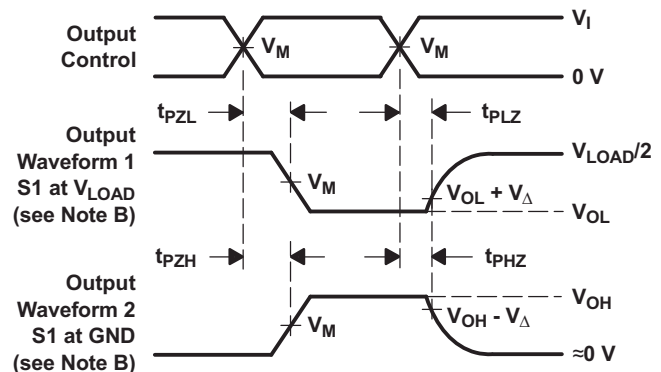 Output
Control
V_M
V_M
V_I
0 V
t_PZL
t_PLZ
Output
Waveform 1
S1 at V_LOAD
(see Note B)
V_M
V_LOAD/2
V_OL + V_Δ
V_OL
t_PZH
t_PHZ
Output
Waveform 2
S1 at GND
(see Note B)
V_M
V_OH
V_OH - V_Δ
≈0 V